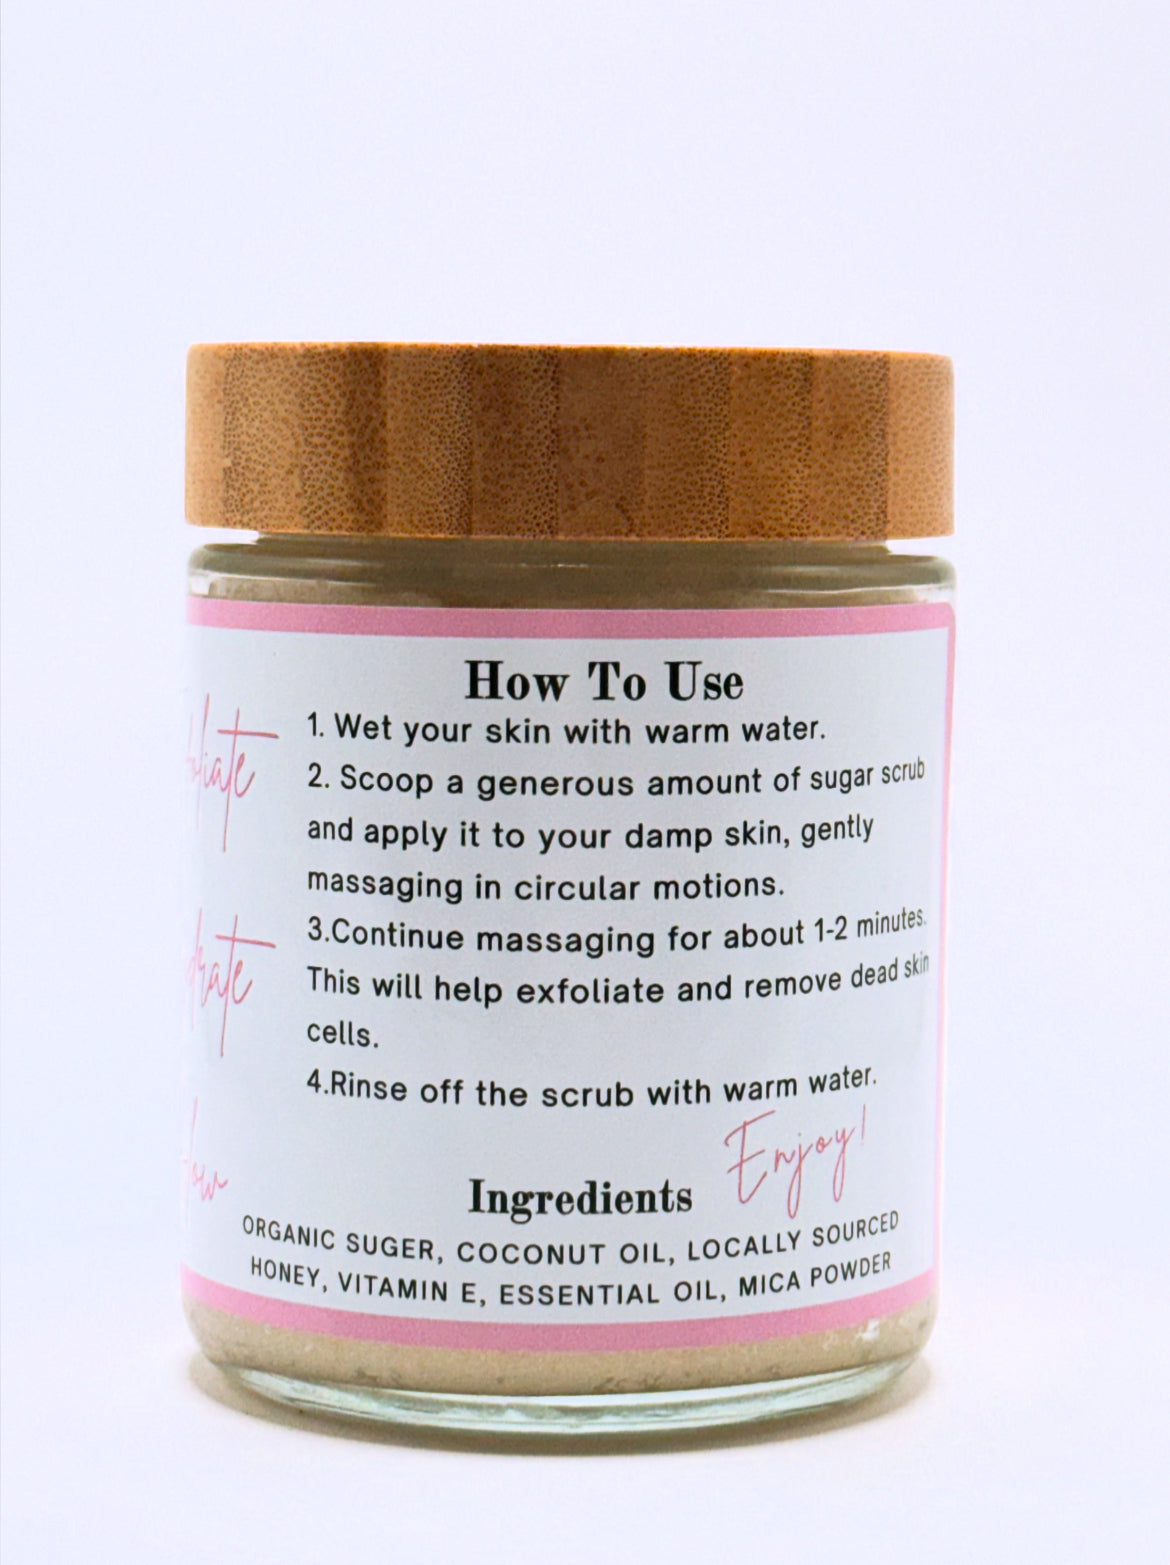 How To Use
1. Wet your skin with warm water.
2. Scoop a generous amount of sugar scrub
and apply it to your damp skin, gently
massaging in circular motions.
3.Continue massaging for about 1-2 minutes.
This will help exfoliate and remove dead skin
cells.
4.Rinse off the scrub with warm water.
Enjoy!
Ingredients
ORGANIC SUGER, COCONUT OIL, LOCALLY SOURCED
HONEY, VITAMIN E, ESSENTIAL OIL, MICA POWDER